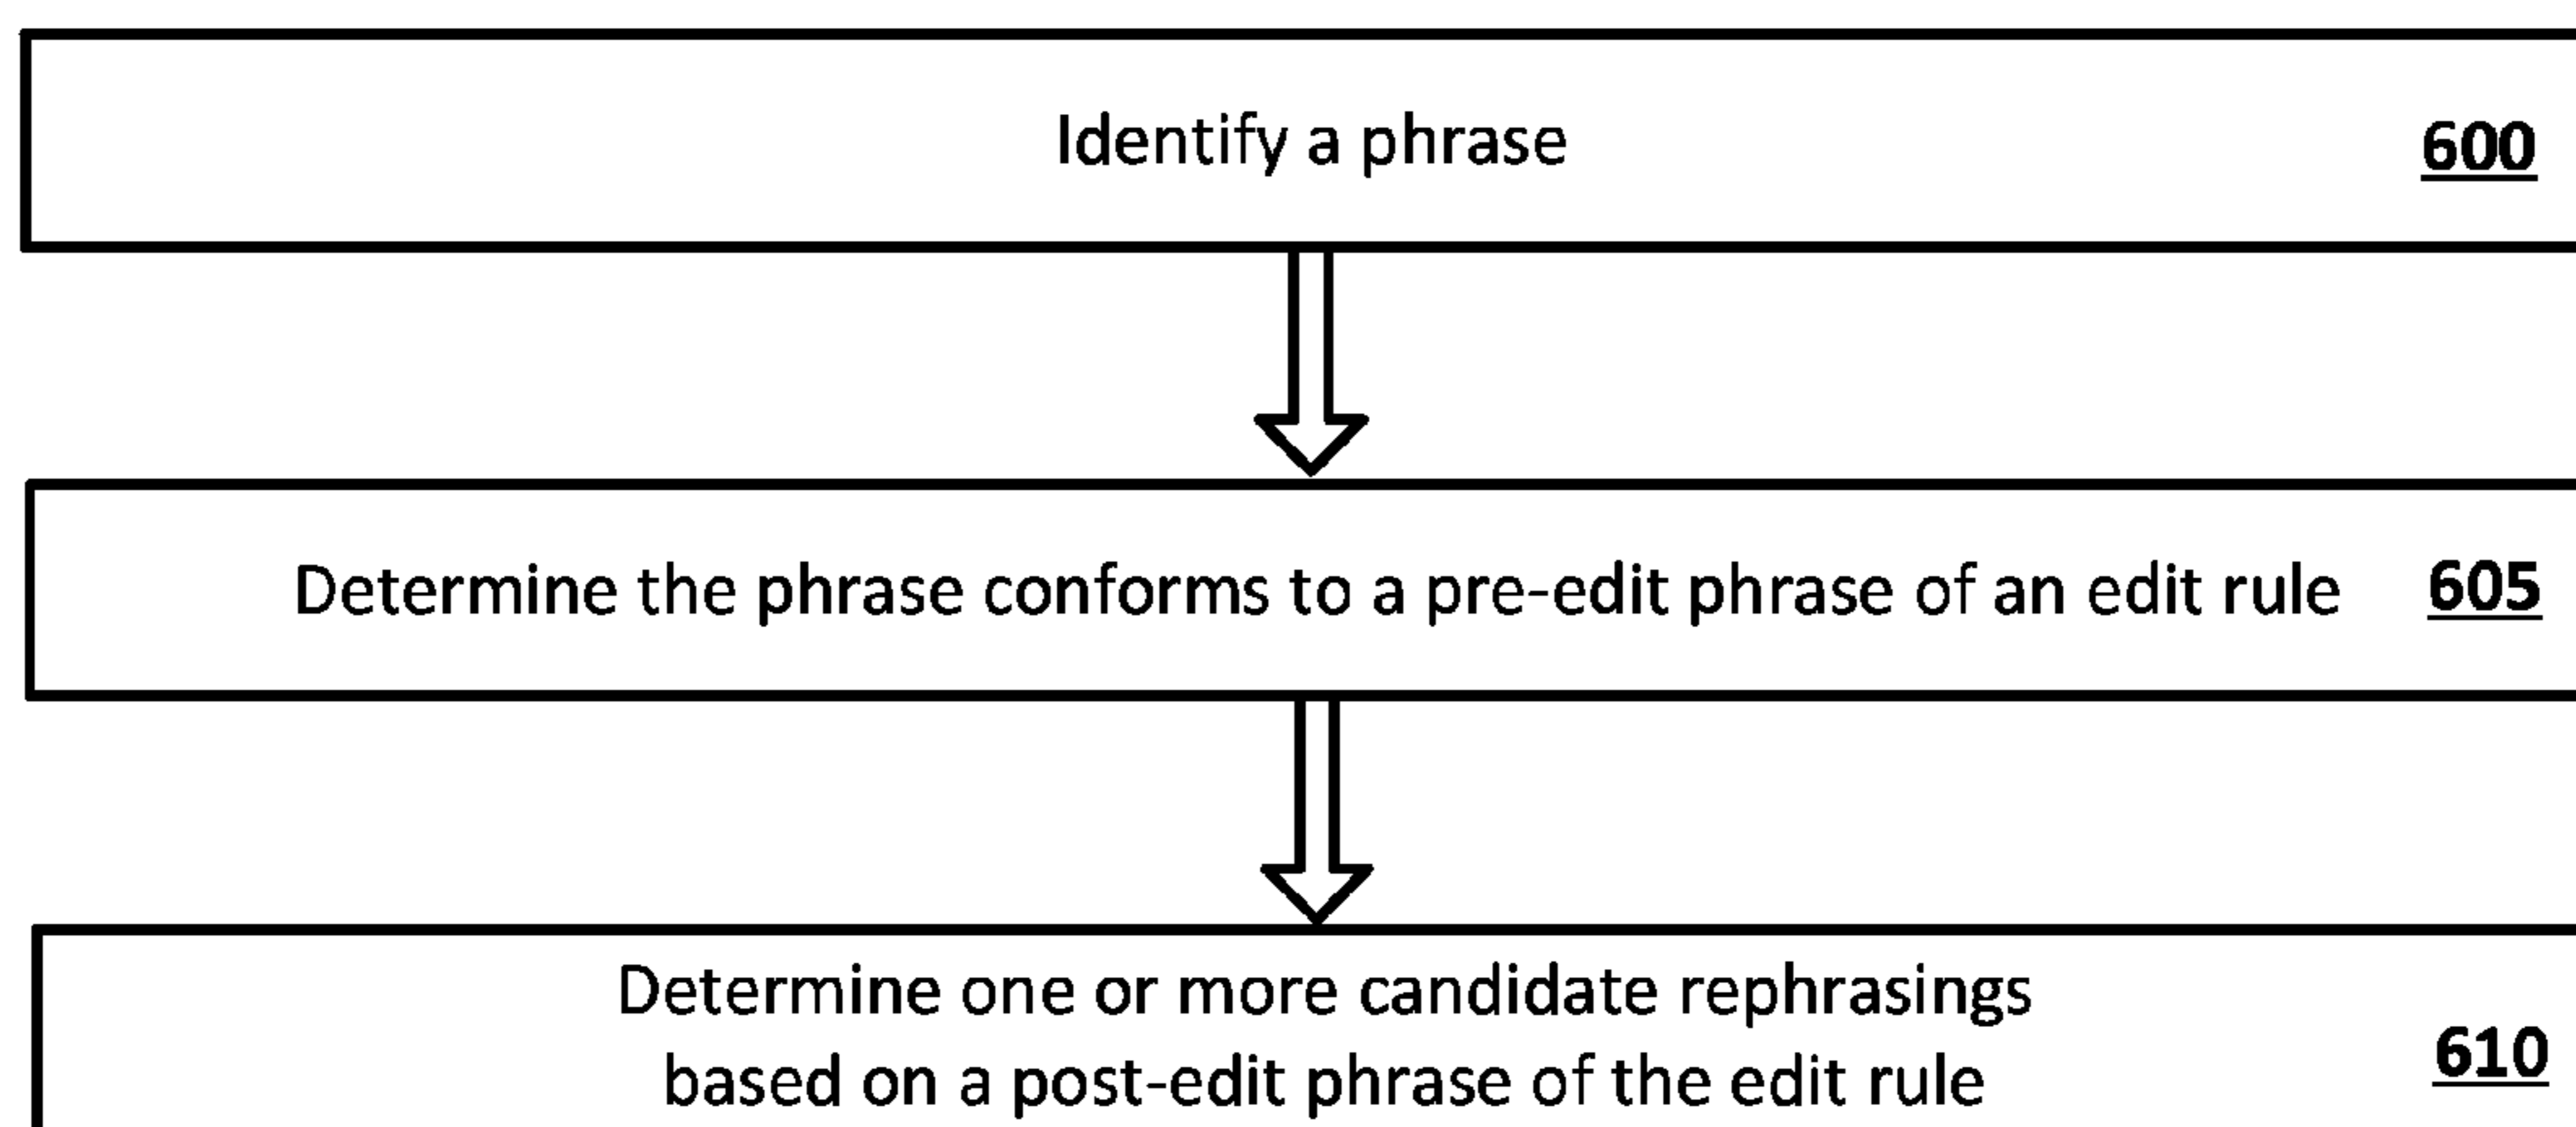 Identify a phrase 600
Determine the phrase conforms to a pre-edit phrase of an edit rule 605
Determine one or more candidate rephrasings
based on a post-edit phrase of the edit rule 610